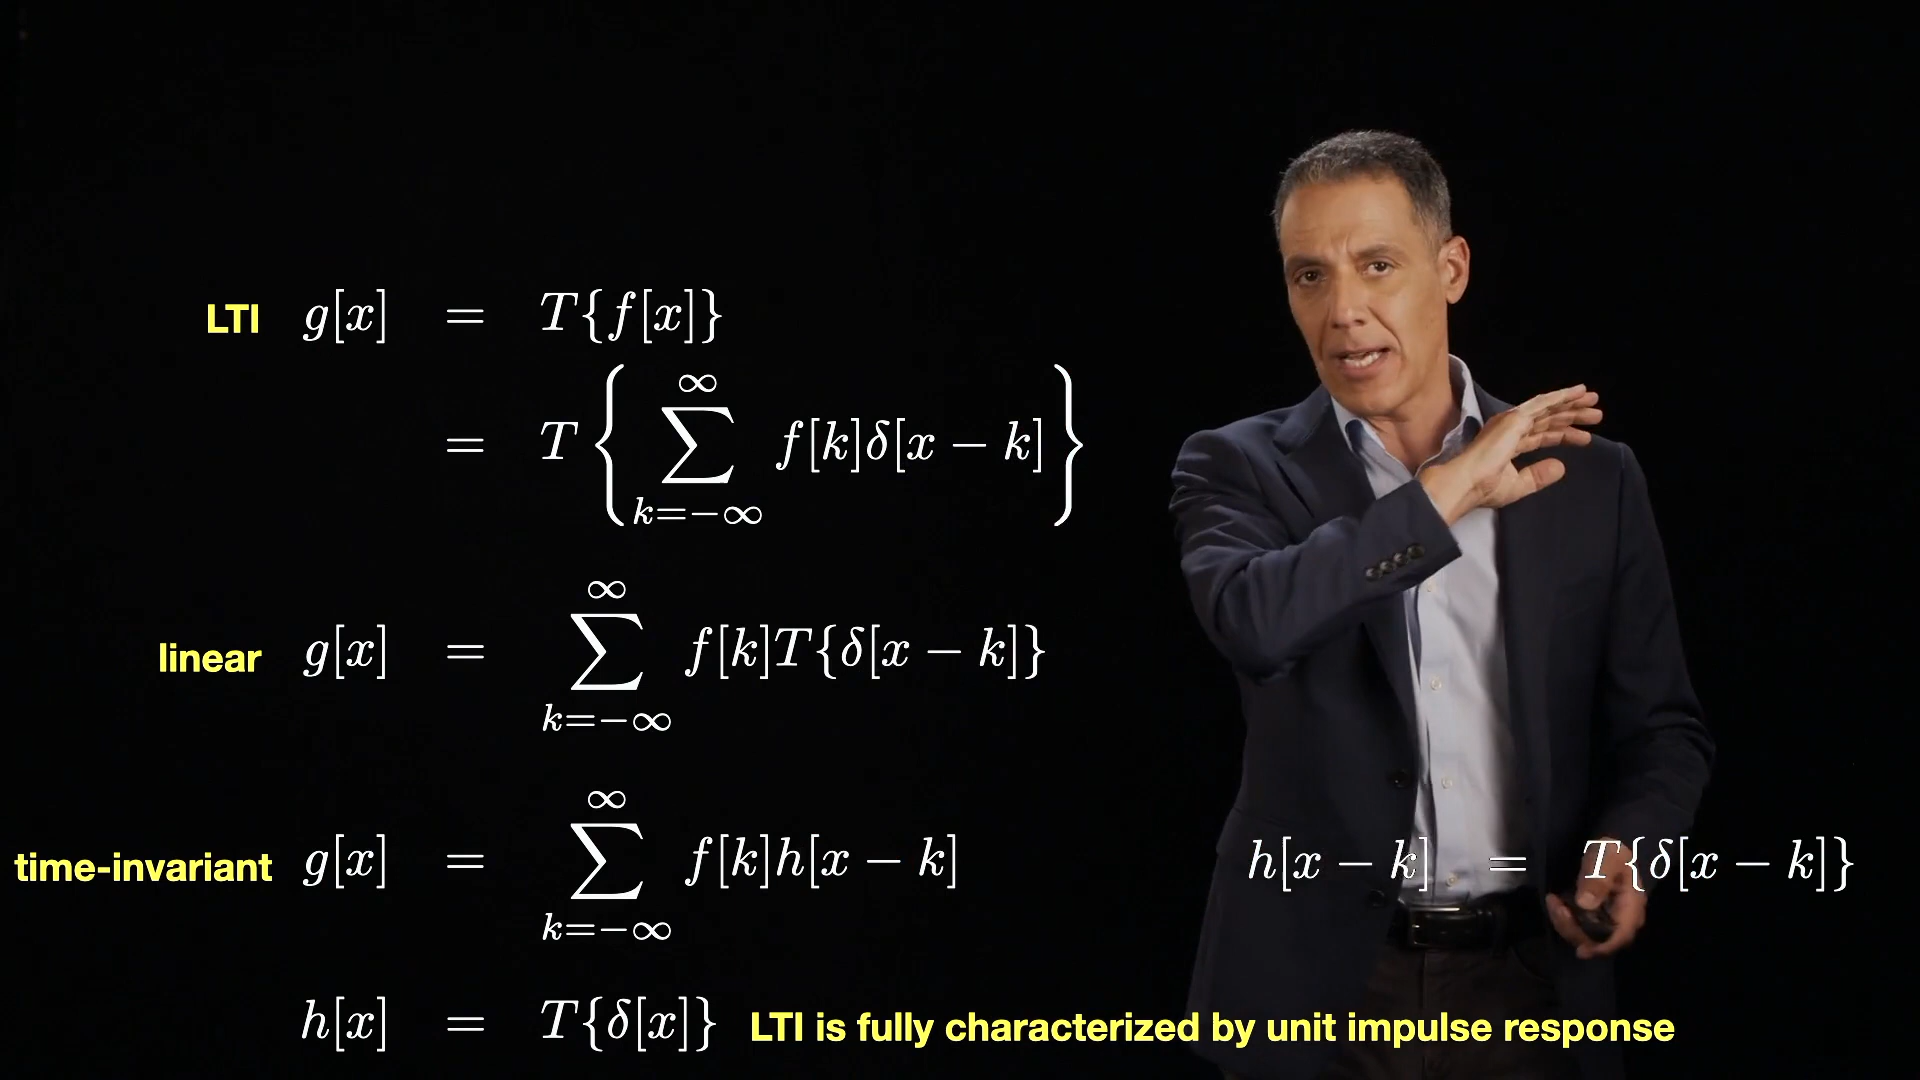 LTI g[x] = T{f[x]}
= T { ∑_{k=−∞}^{∞} f[k]δ[x − k] }
linear g[x] = ∑_{k=−∞}^{∞} f[k]T{δ[x − k]}
time-invariant g[x] = ∑_{k=−∞}^{∞} f[k]h[x − k] h[x − k] = T{δ[x − k]}
h[x] = T{δ[x]} LTI is fully characterized by unit impulse response